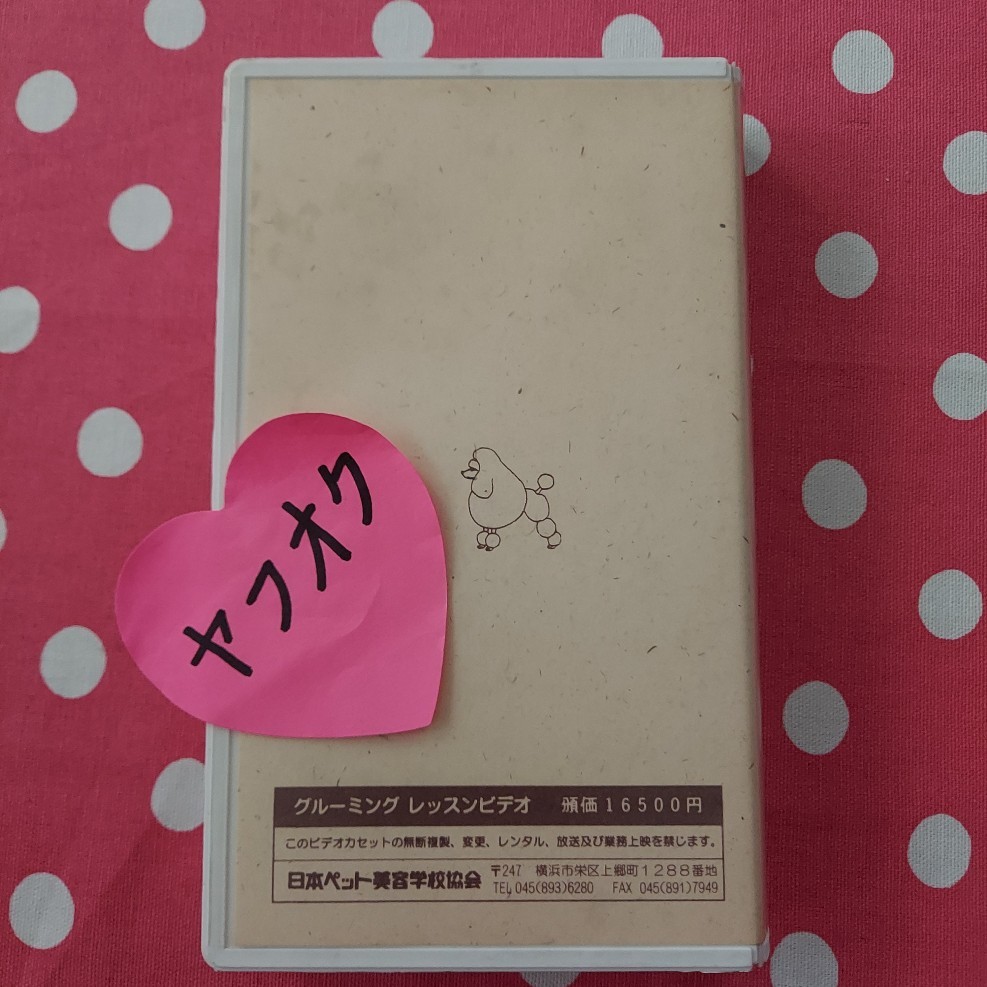 ヤフオク
グルーミング レッスンビデオ 頒価16500円
このビデオカセットの無断複製、変更、レンタル、放送及び業務上映を禁じます。
日本ペット美容学校協会
〒247 横浜市栄区上郷町1288番地
TEL 045(893)6280 FAX 045(891)7949